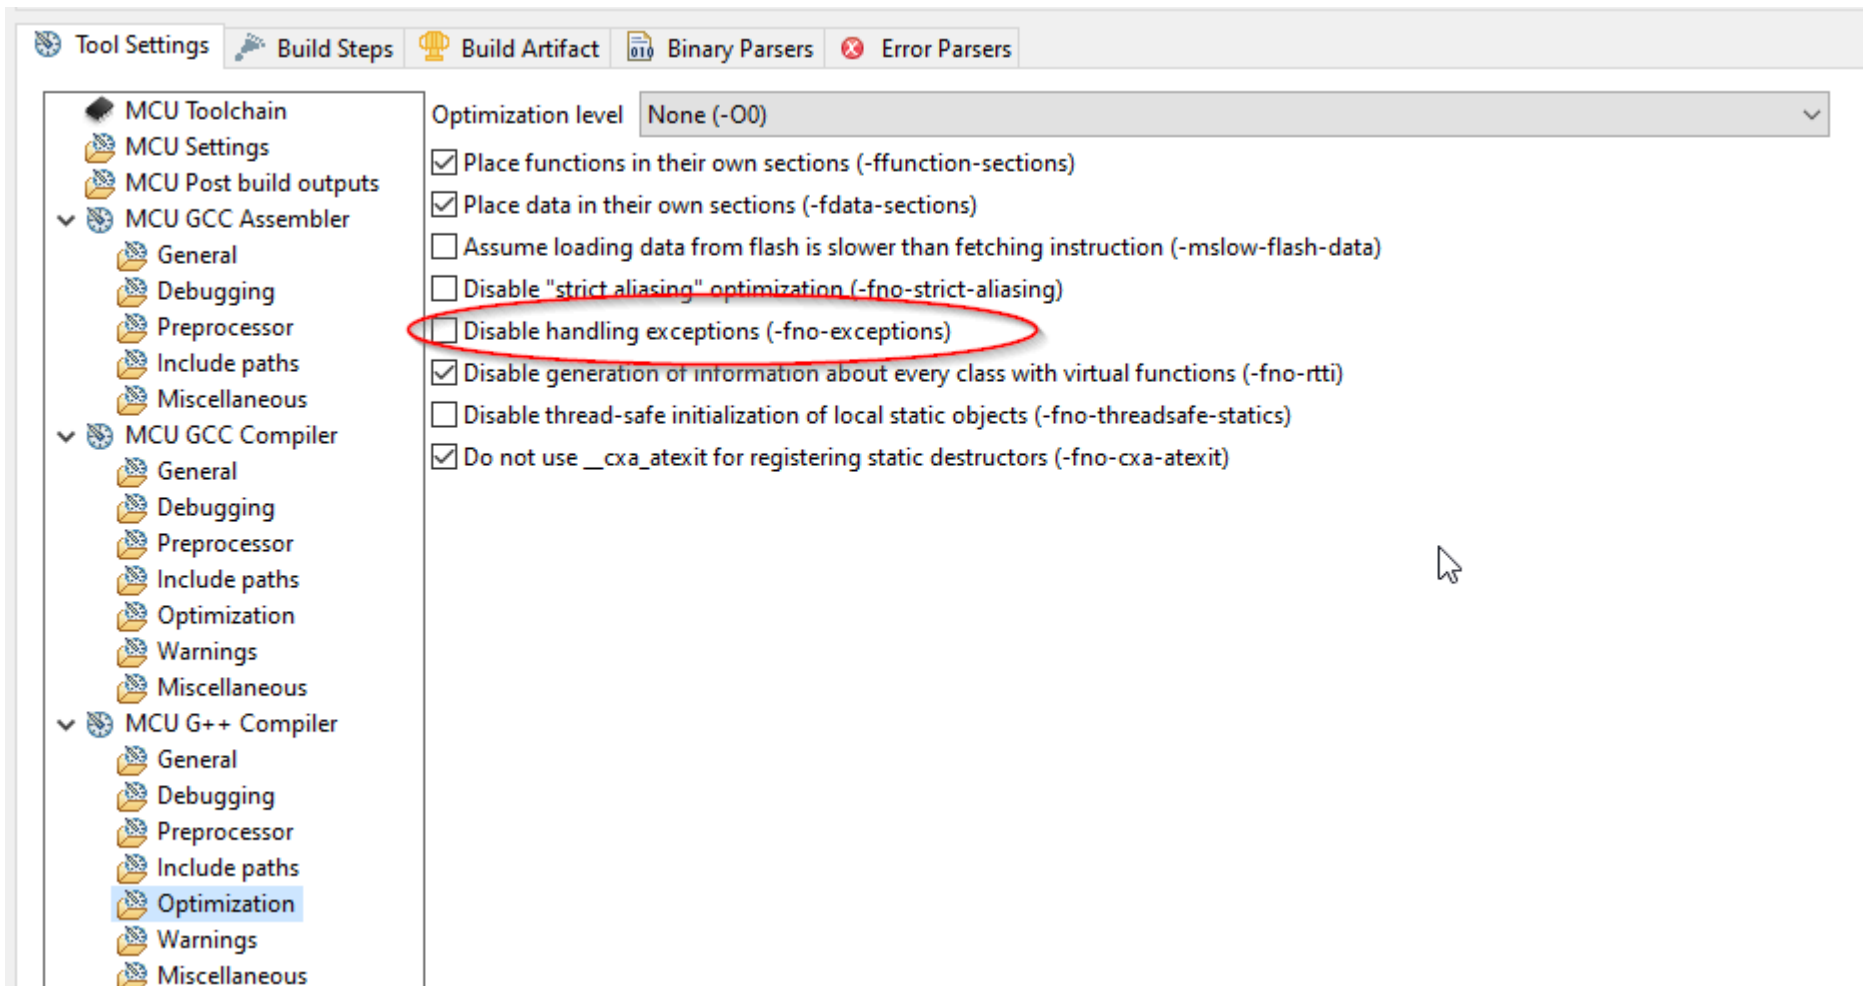 Tool Settings
Build Steps
Build Artifact
Binary Parsers
Error Parsers
MCU Toolchain
MCU Settings
MCU Post build outputs
MCU GCC Assembler
General
Debugging
Preprocessor
Include paths
Miscellaneous
MCU GCC Compiler
General
Debugging
Preprocessor
Include paths
Optimization
Warnings
Miscellaneous
MCU G++ Compiler
General
Debugging
Preprocessor
Include paths
Optimization
Warnings
Miscellaneous
Optimization level None (-O0)
Place functions in their own sections (-ffunction-sections)
Place data in their own sections (-fdata-sections)
Assume loading data from flash is slower than fetching instruction (-mslow-flash-data)
Disable "strict aliasing" optimization (-fno-strict-aliasing)
Disable handling exceptions (-fno-exceptions)
Disable generation of information about every class with virtual functions (-fno-rtti)
Disable thread-safe initialization of local static objects (-fno-threadsafe-statics)
Do not use __cxa_atexit for registering static destructors (-fno-cxa-atexit)